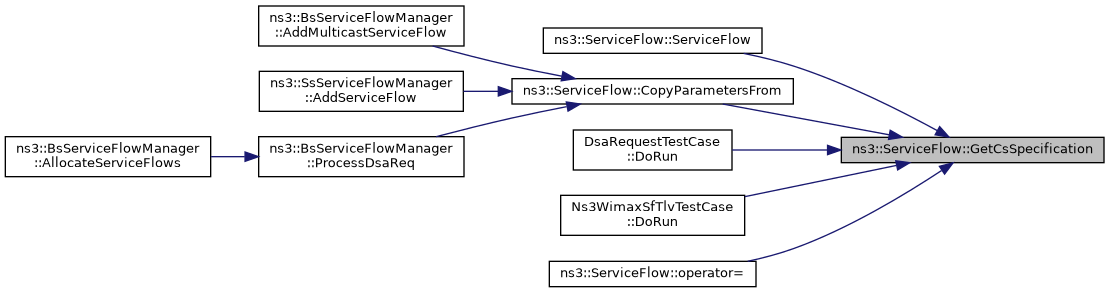 ns3::BsServiceFlowManager
::AddMulticastServiceFlow
ns3::ServiceFlow::ServiceFlow
ns3::SsServiceFlowManager
::AddServiceFlow
ns3::ServiceFlow::CopyParametersFrom
ns3::BsServiceFlowManager
::AllocateServiceFlows
ns3::BsServiceFlowManager
::ProcessDsaReq
DsaRequestTestCase
::DoRun
ns3::ServiceFlow::GetCsSpecification
Ns3WimaxSfTlvTestCase
::DoRun
ns3::ServiceFlow::operator=